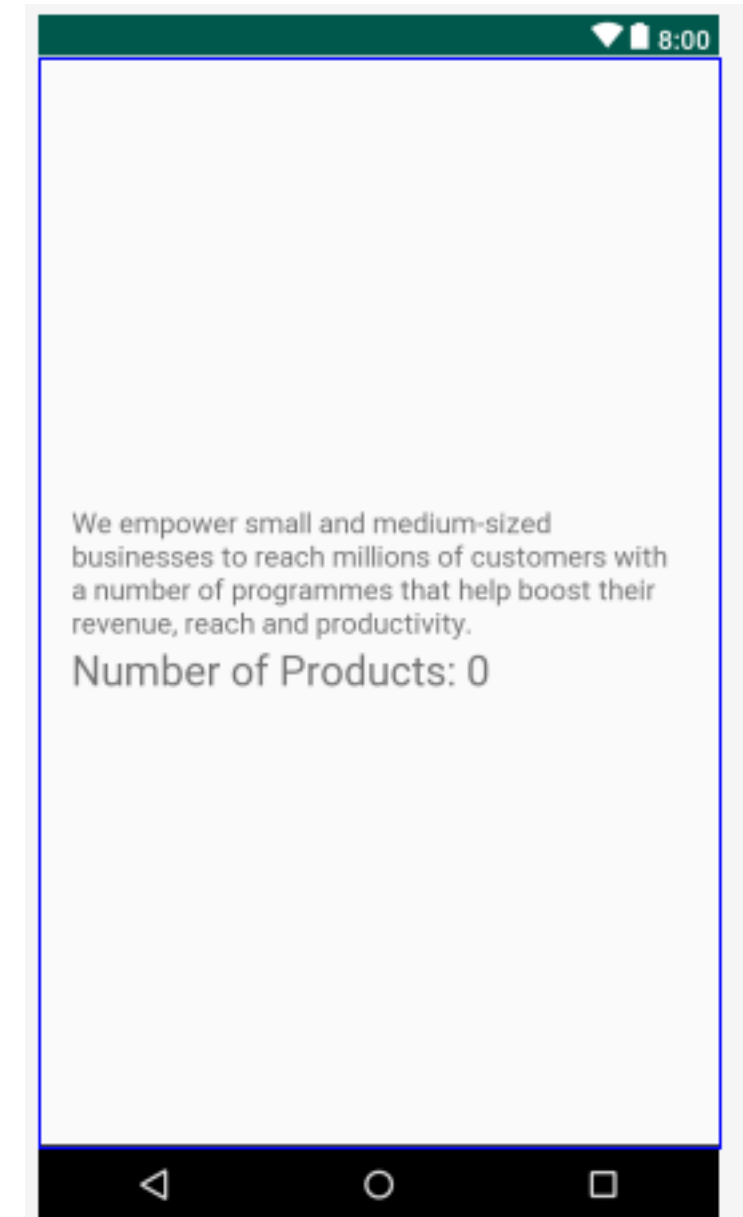 8:00
We empower small and medium-sized
businesses to reach millions of customers with
a number of programmes that help boost their
revenue, reach and productivity.
Number of Products: 0